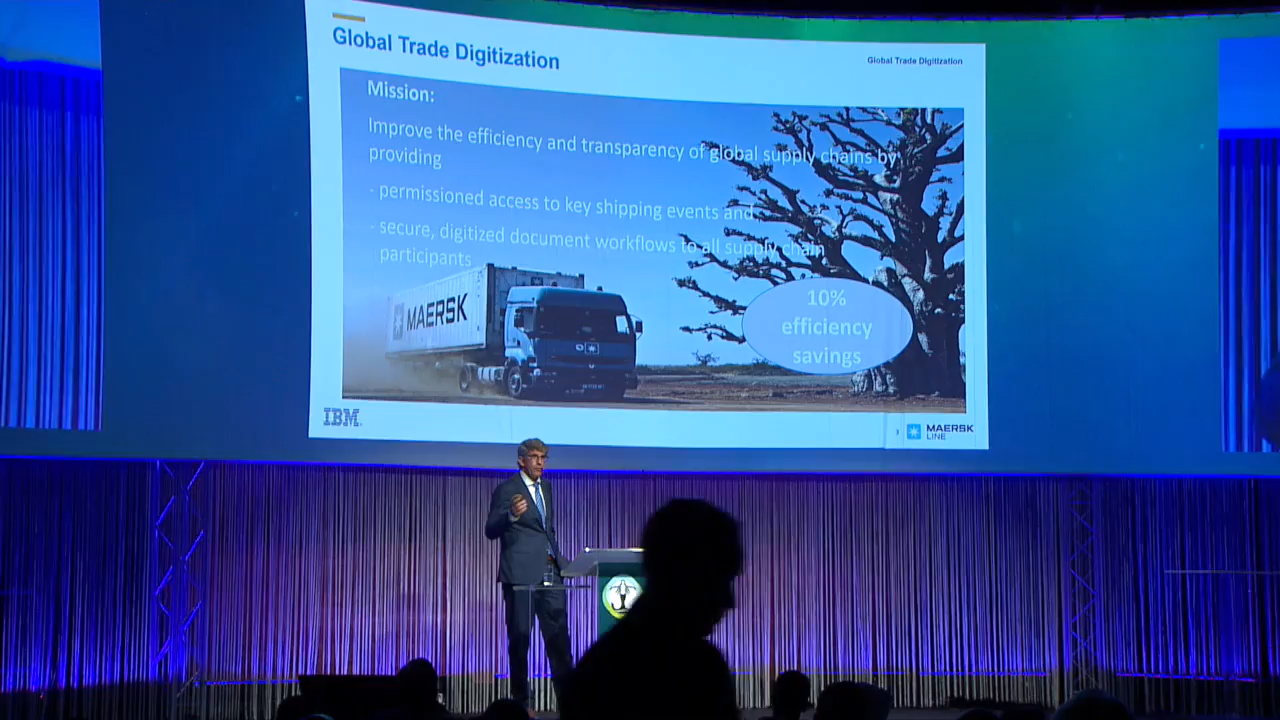 Global Trade Digitization
Global Trade Digitization
Mission:
Improve the efficiency and transparency of global supply chains by
providing
- permissioned access to key shipping events and
- secure, digitized document workflows to all supply chain
participants
MAERSK
10%
efficiency
savings
IBM
3
MAERSK
LINE